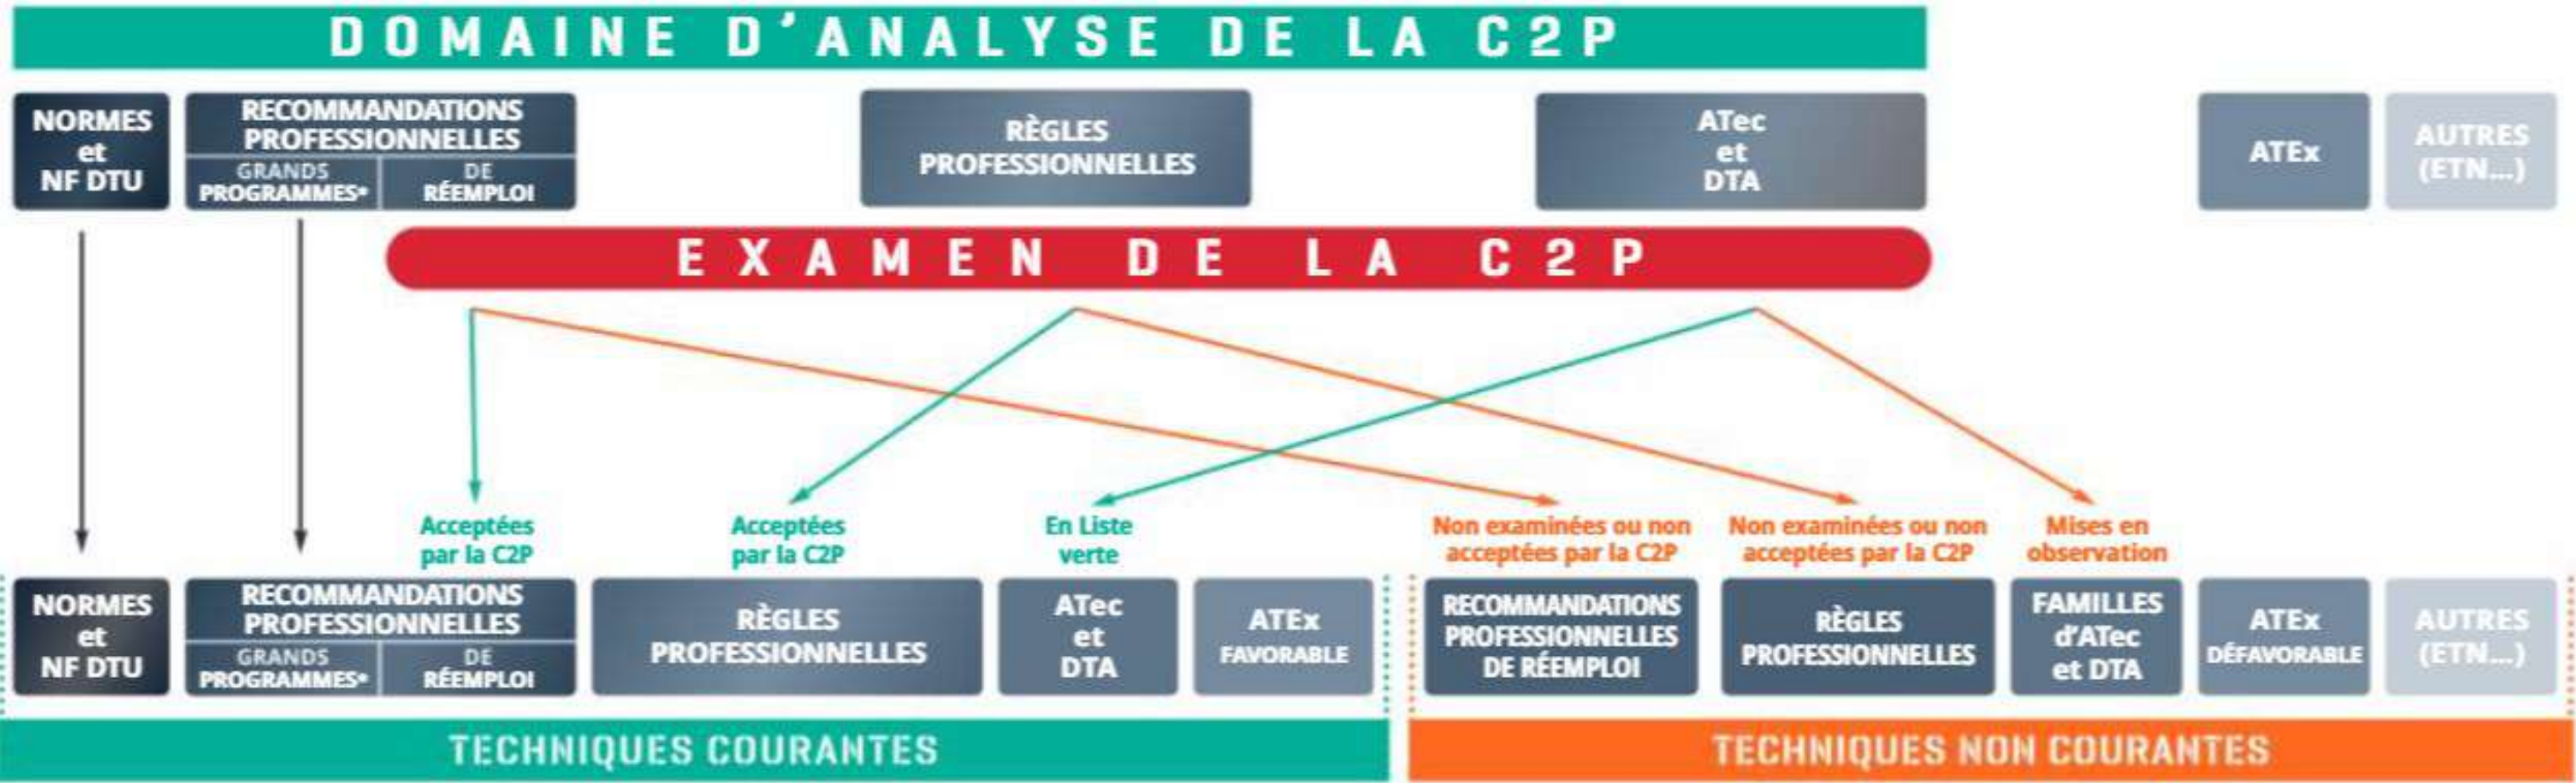 DOMAINE D'ANALYSE DE LA C2P
NORMES
et
NF DTU
RECOMMANDATIONS
PROFESSIONNELLES
GRANDS
PROGRAMMES*
DE
RÉEMPLOI
RÈGLES
PROFESSIONNELLES
ATec
et
DTA
ATEx
AUTRES
(ETN...)
EXAMEN DE LA C2P
Acceptées
par la C2P
Acceptées
par la C2P
En Liste
verte
Non examinées ou non
acceptées par la C2P
Non examinées ou non
acceptées par la C2P
Mises en
observation
NORMES
et
NF DTU
RECOMMANDATIONS
PROFESSIONNELLES
GRANDS
PROGRAMMES*
DE
RÉEMPLOI
RÈGLES
PROFESSIONNELLES
ATec
et
DTA
ATEx
FAVORABLE
RECOMMANDATIONS
PROFESSIONNELLES
DE RÉEMPLOI
RÈGLES
PROFESSIONNELLES
FAMILLES
d'ATec
et DTA
ATEx
DÉFAVORABLE
AUTRES
(ETN...)
TECHNIQUES COURANTES
TECHNIQUES NON COURANTES